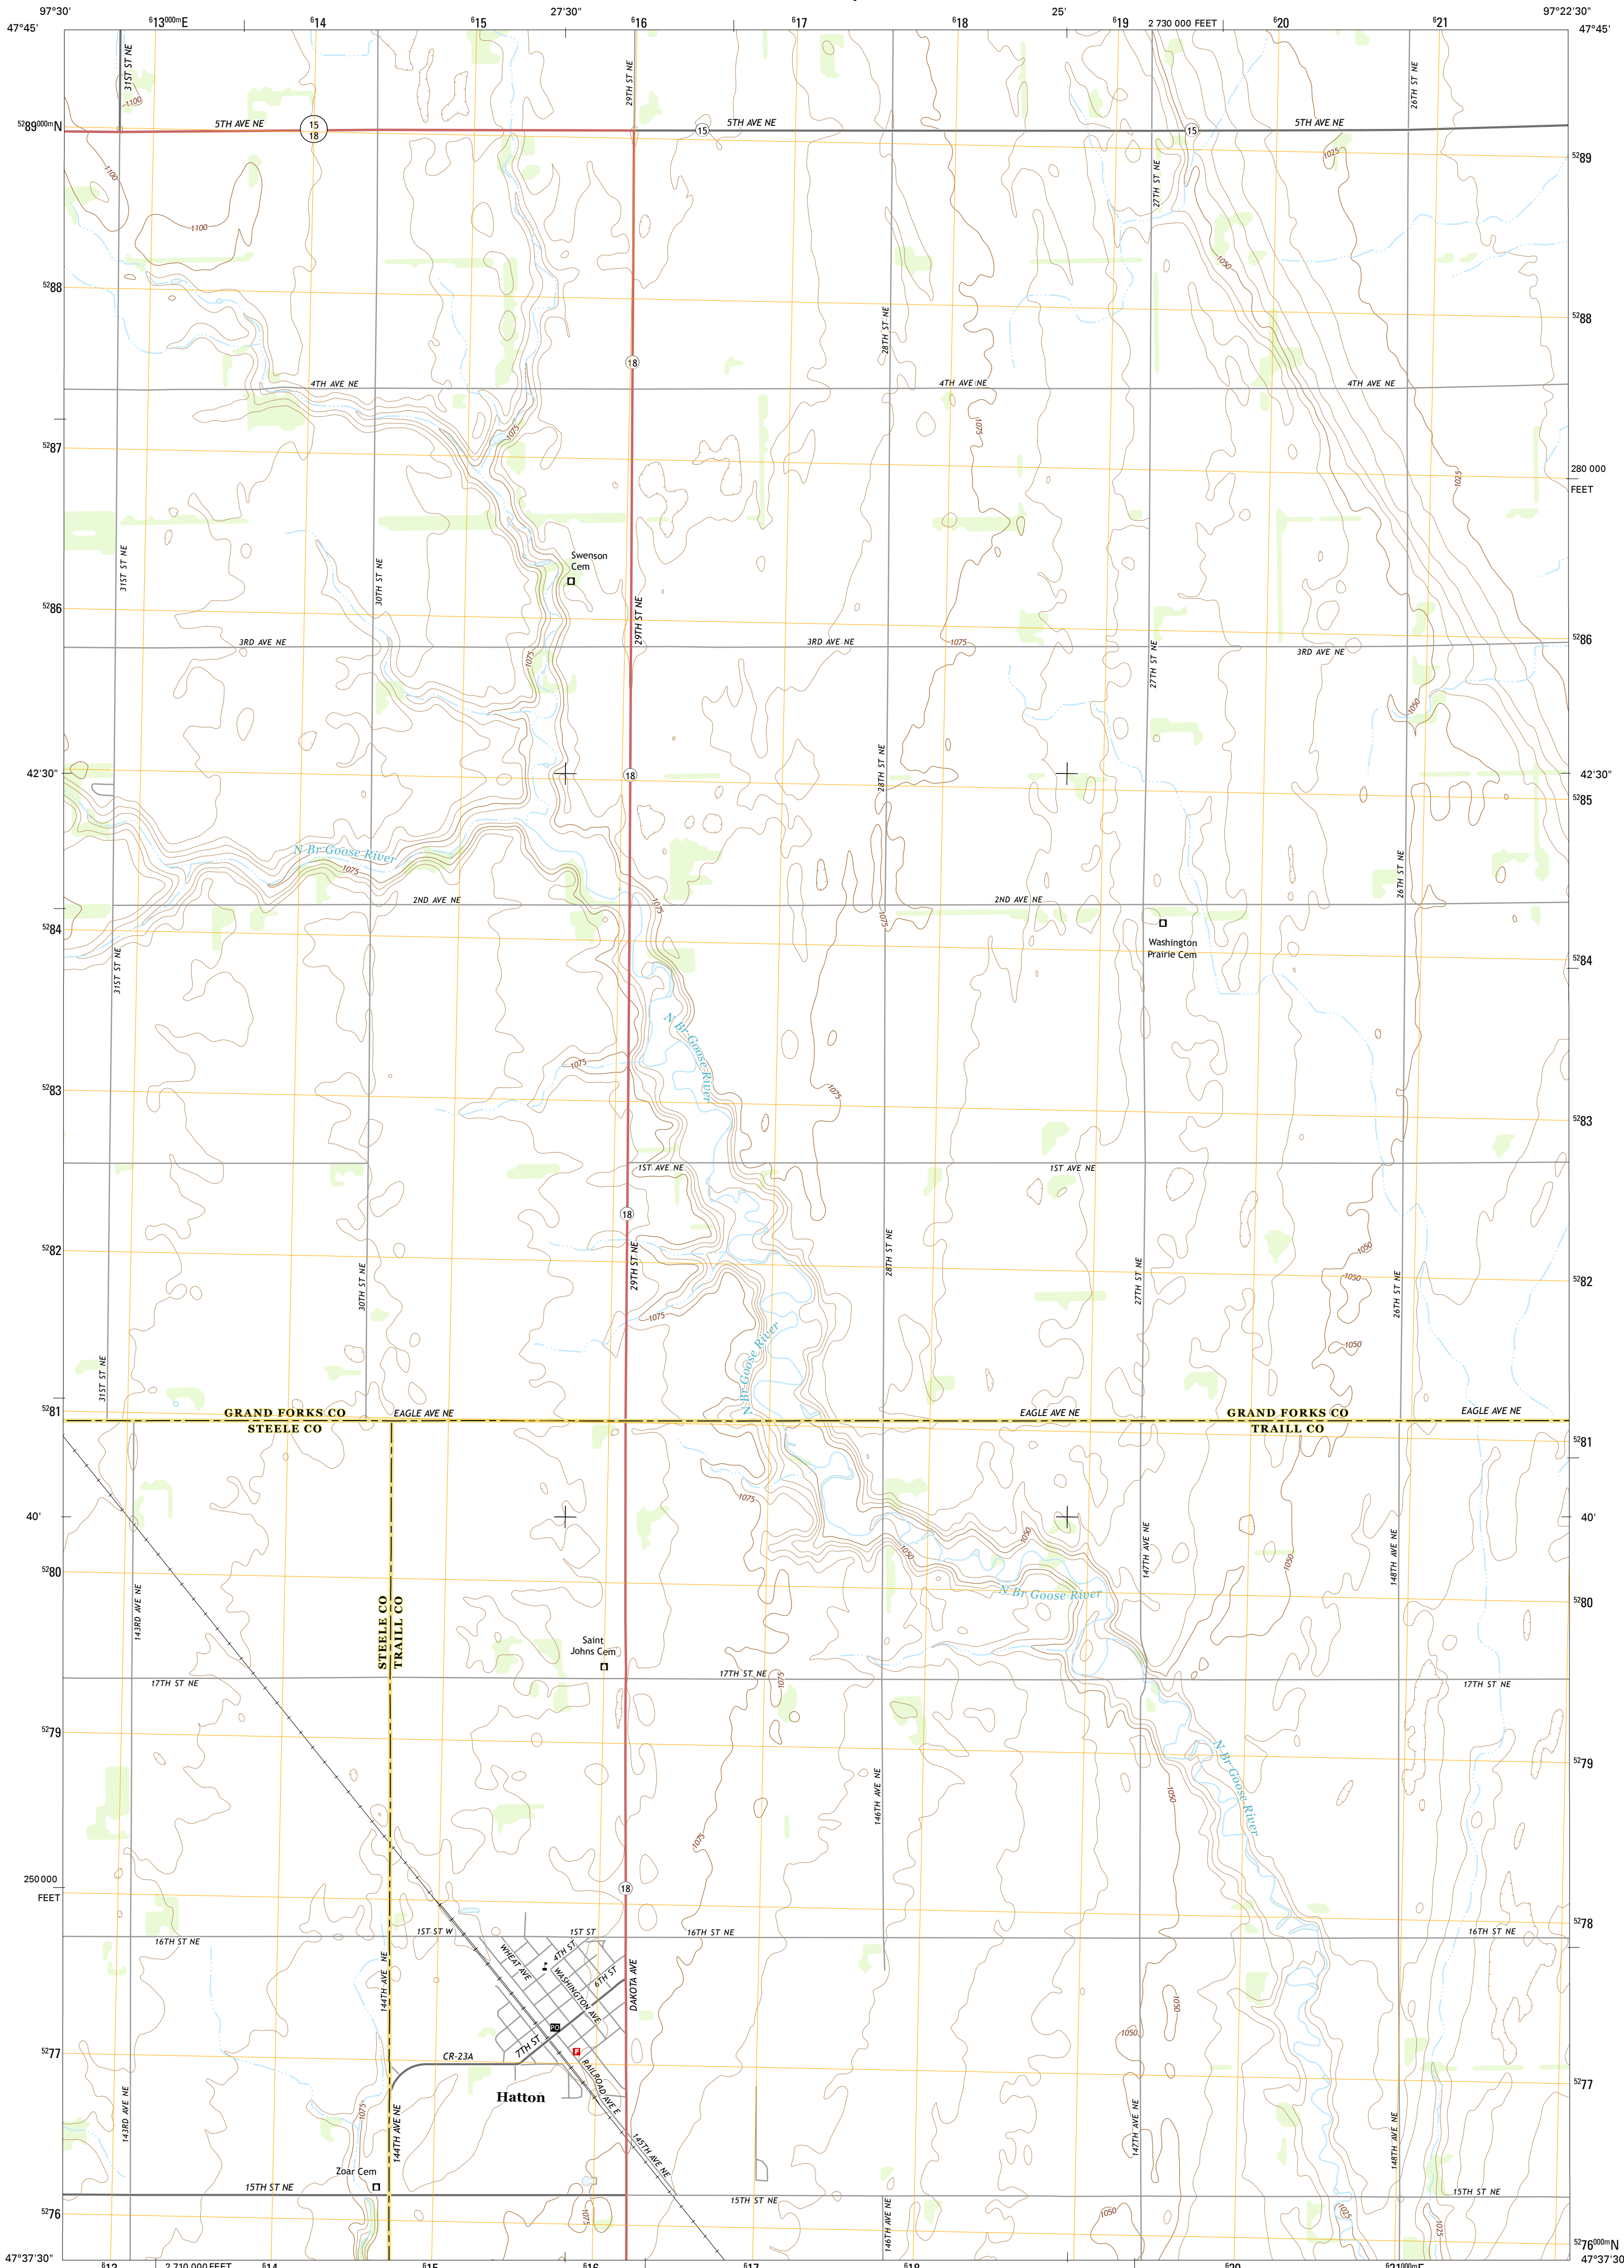 97°30'
⁶13⁰⁰⁰ᵐE
⁶14
⁶15
27'30"
⁶16
⁶17
⁶18
25'
⁶19
2 730 000 FEET
⁶20
⁶21
97°22'30"
47°45'
47°45'
31ST ST NE
29TH ST NE
26TH ST NE
1100
⁵²89⁰⁰⁰ᵐN
5TH AVE NE
15
18
15
5TH AVE NE
15
5TH AVE NE
1025
⁵²89
1100
1100
27TH ST NE
1050
⁵²88
28TH ST NE
⁵²88
18
4TH AVE NE
4TH AVE NE
4TH AVE NE
1075
1075
⁵²87
1025
280 000
FEET
31ST ST NE
30TH ST NE
Swenson
Cem
29TH ST NE
⁵²86
3RD AVE NE
3RD AVE NE
1075
3RD AVE NE
⁵²86
1075
27TH ST NE
1050
42'30"
18
28TH ST NE
42'30"
⁵²85
N Br Goose River
1075
26TH ST NE
2ND AVE NE
1075
1075
2ND AVE NE
⁵²84
Washington
Prairie Cem
⁵²84
31ST ST NE
N Br Goose River
1075
1075
⁵²83
⁵²83
1ST AVE NE
1ST AVE NE
18
⁵²82
30TH ST NE
29TH ST NE
28TH ST NE
27TH ST NE
26TH ST NE
1050
1050
⁵²82
1075
1050
31ST ST NE
N Br Goose River
⁵²81
GRAND FORKS CO
STEELE CO
EAGLE AVE NE
EAGLE AVE NE
GRAND FORKS CO
TRAILL CO
EAGLE AVE NE
⁵²81
1075
40'
1050
1050
147TH AVE NE
1050
148TH AVE NE
40'
⁵²80
143RD AVE NE
STEELE CO
TRAILL CO
N Br Goose River
⁵²80
Saint
Johns Cem
17TH ST NE
17TH ST NE
1075
17TH ST NE
⁵²79
N Br Goose River
⁵²79
1050
146TH AVE NE
1075
250 000
FEET
18
⁵²78
16TH ST NE
1ST ST W
1ST ST
16TH ST NE
16TH ST NE
144TH AVE NE
WHEAT AVE
4TH ST
WASHINGTON AVE
6TH ST
DAKOTA AVE
1050
1050
PO
7TH ST
F
⁵²77
CR-23A
RAILROAD AVE E
Hatton
⁵²77
143RD AVE NE
1075
144TH AVE NE
145TH AVE NE
147TH AVE NE
148TH AVE NE
Zoar Cem
15TH ST NE
15TH ST NE
15TH ST NE
⁵²76
1075
146TH AVE NE
1050
1025
1025
⁵²76⁰⁰⁰ᵐN
47°37'30"
47°37'30"
2 710 000 FEET